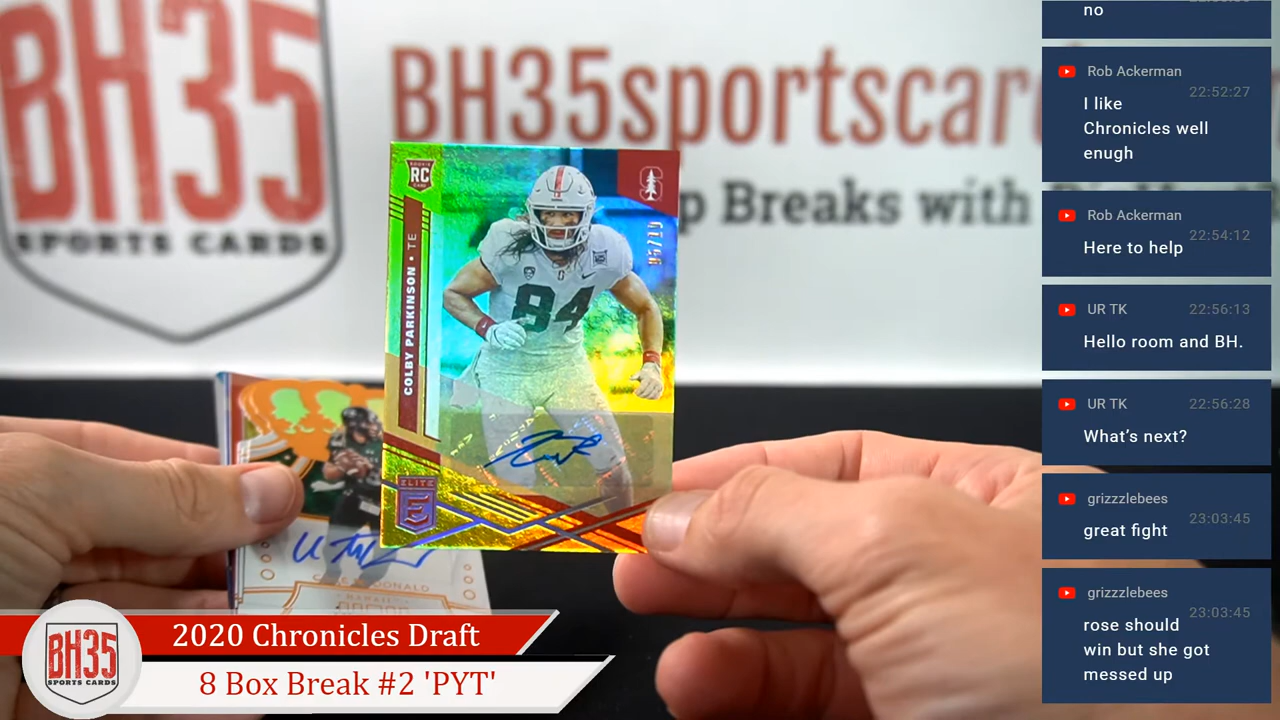 BH35
SPORTS CARDS
BH35sportscar
p Breaks with
ROOKIE
RC
CARD
S
COLBY PARKINSON • TE
84
ELITE
E
2020 Chronicles Draft
8 Box Break #2 'PYT'
BH35
SPORTS CARDS
no
Rob Ackerman
22:52:27
I like
Chronicles well
enugh
Rob Ackerman
22:54:12
Here to help
UR TK
22:56:13
Hello room and BH.
UR TK
22:56:28
What's next?
grizzzlebees
23:03:45
great fight
grizzzlebees
23:03:45
rose should
win but she got
messed up